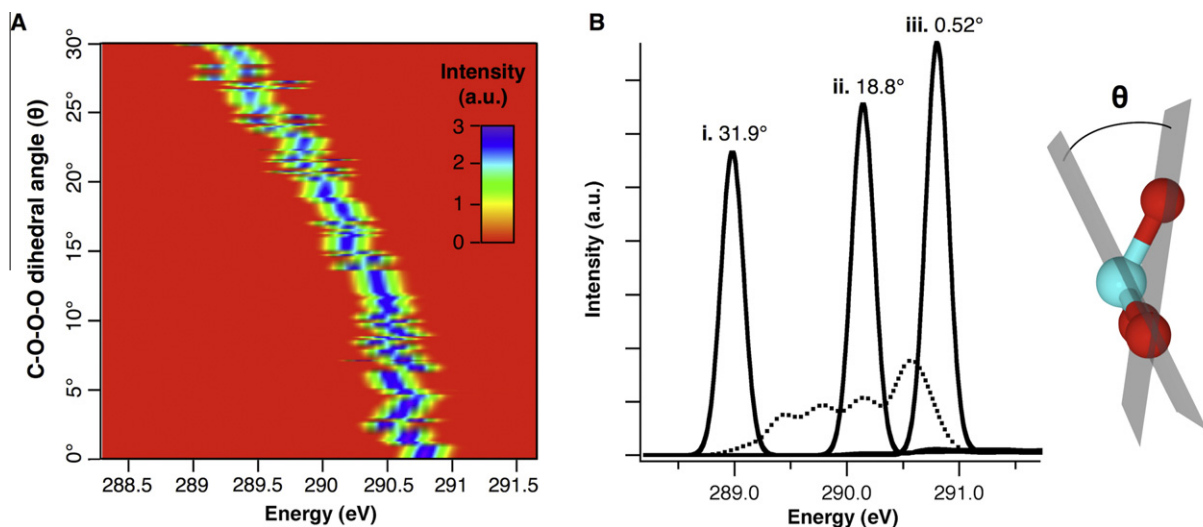 A
C-O-O-O dihedral angle (θ)
30°
25°
20°
15°
10°
5°
0°
Intensity
(a.u.)
3
2
1
0
288.5 289 289.5 290 290.5 291 291.5
Energy (eV)
B
Intensity (a.u.)
iii. 0.52°
ii. 18.8°
i. 31.9°
θ
289.0 290.0 291.0
Energy (eV)